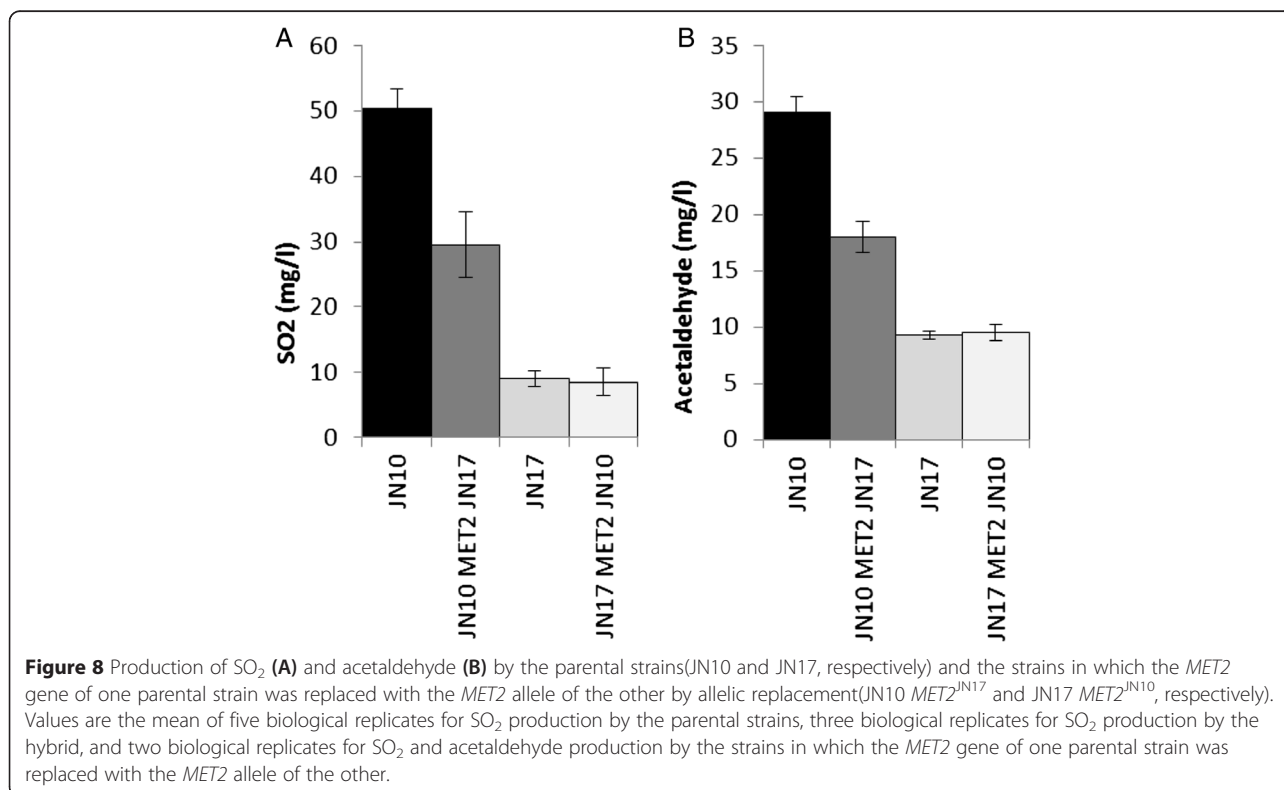 A
60
50
40
30
20
10
0
SO2 (mg/l)
JN10
JN10 MET2 JN17
JN17
JN17 MET2 JN10
B
35
30
25
20
15
10
5
0
Acetaldehyde (mg/l)
JN10
JN10 MET2 JN17
JN17
JN17 MET2 JN10
Figure 8 Production of SO₂ (A) and acetaldehyde (B) by the parental strains(JN10 and JN17, respectively) and the strains in which the MET2
gene of one parental strain was replaced with the MET2 allele of the other by allelic replacement(JN10 MET2ᴶᴺ¹⁷ and JN17 MET2ᴶᴺ¹⁰, respectively).
Values are the mean of five biological replicates for SO₂ production by the parental strains, three biological replicates for SO₂ production by the
hybrid, and two biological replicates for SO₂ and acetaldehyde production by the strains in which the MET2 gene of one parental strain was
replaced with the MET2 allele of the other.